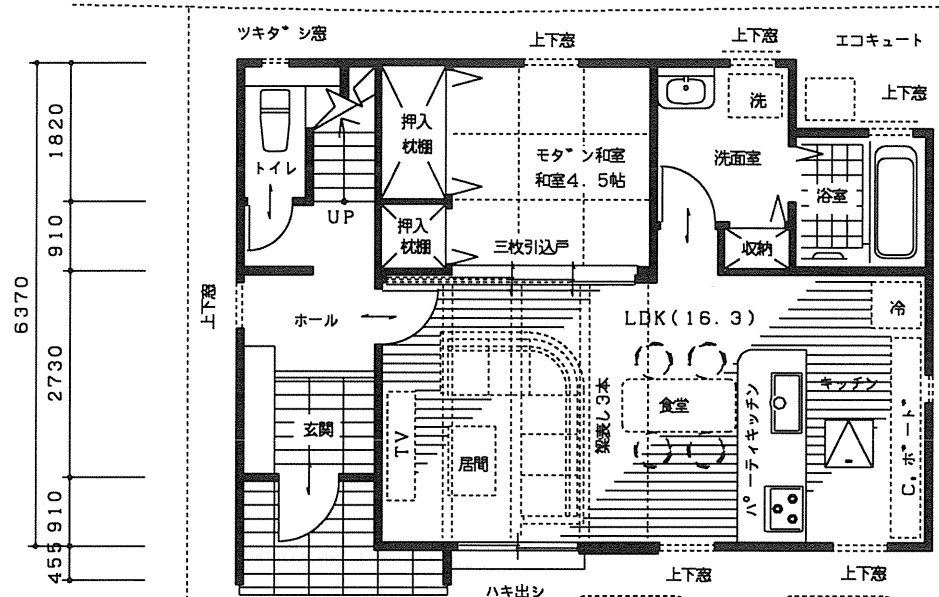 ツキダシ窓
上下窓
上下窓
エコキュート
上下窓
1820
910
6370
2730
910
455
トイレ
UP
押入
枕棚
押入
枕棚
モダン和室
和室4.5帖
三枚引込戸
洗
洗面室
収納
浴室
上下窓
ホール
LDK(16.3)
冷
玄関
TV
居間
梁表し3本
食堂
パーティキッチン
キッチン
C,ボード
ハキ出シ
上下窓
上下窓